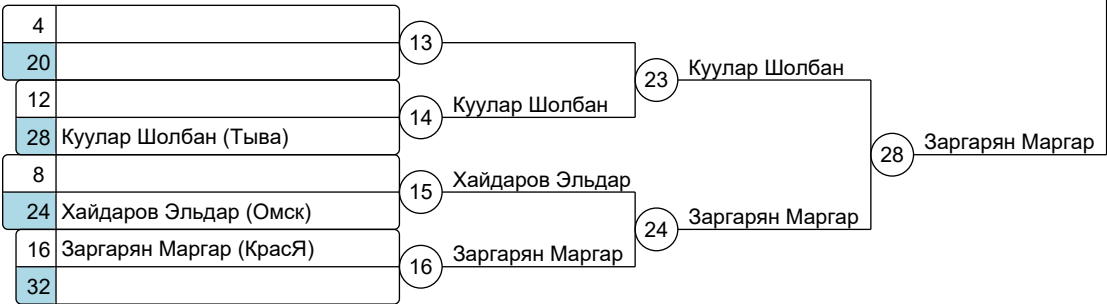 4
20
13
12
28 Куулар Шолбан (Тыва)
14 Куулар Шолбан
23 Куулар Шолбан
8
24 Хайдаров Эльдар (Омск)
15 Хайдаров Эльдар
16 Заргарян Маргар (КрасЯ)
32
16 Заргарян Маргар
24 Заргарян Маргар
28 Заргарян Маргар